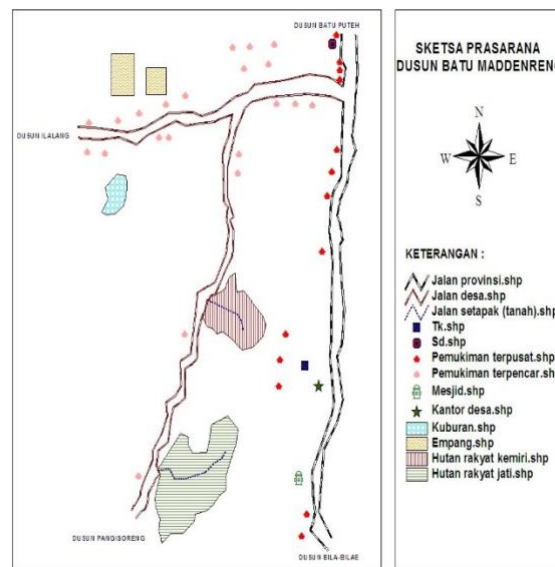 DUSUN BATU PUTEH
DUSUN ILALANG
DUSUN PANGISORENG
DUSUN BILA-BILAE
SKETSA PRASARANA
DUSUN BATU MADDENRENG
N
W E
S
KETERANGAN :
Jalan provinsi.shp
Jalan desa.shp
Jalan setapak (tanah).shp
Tk.shp
Sd.shp
Pemukiman terpusat.shp
Pemukiman terpencar.sh
Mesjid.shp
Kantor desa.shp
Kuburan.shp
Empang.shp
Hutan rakyat kemiri.shp
Hutan rakyat jati.shp